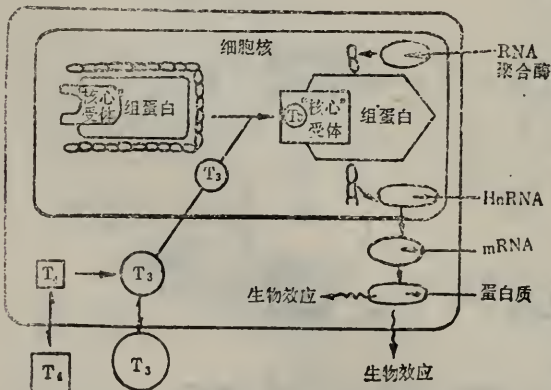 细胞核
RNA
聚合酶
"核心"
受体
组蛋白
T₃
"核心"
受体
组蛋白
T₃
HnRNA
mRNA
T₃
生物效应
蛋白质
T₄
T₃
生物效应